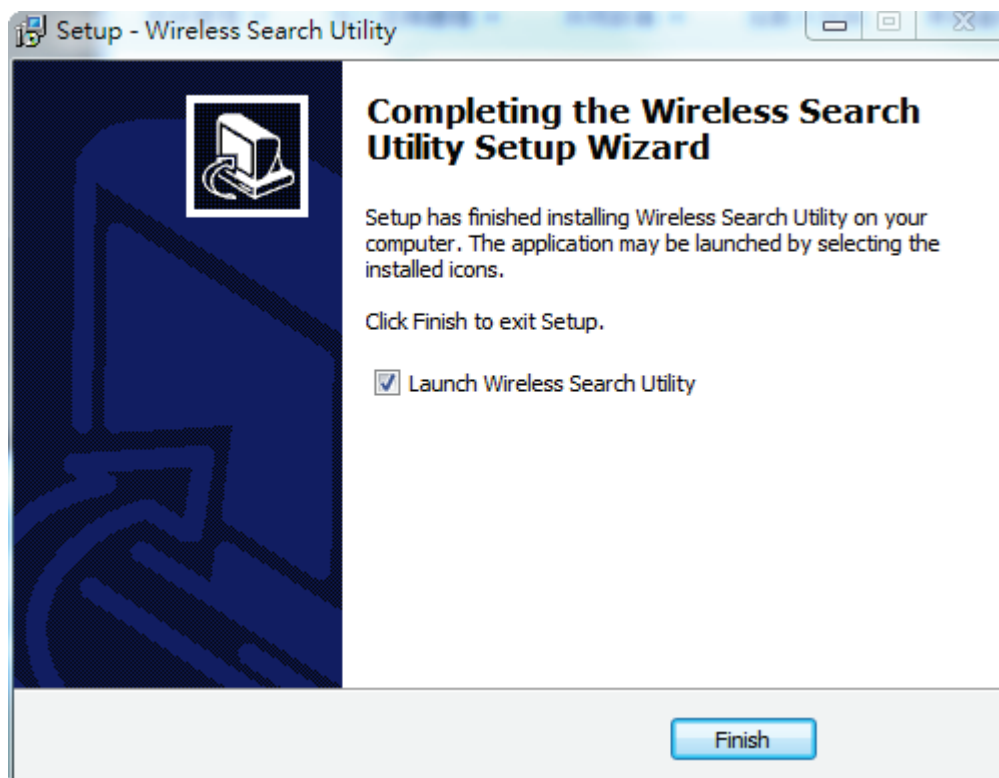 Setup - Wireless Search Utility
Completing the Wireless Search
Utility Setup Wizard
Setup has finished installing Wireless Search Utility on your
computer. The application may be launched by selecting the
installed icons.
Click Finish to exit Setup.
Launch Wireless Search Utility
Finish